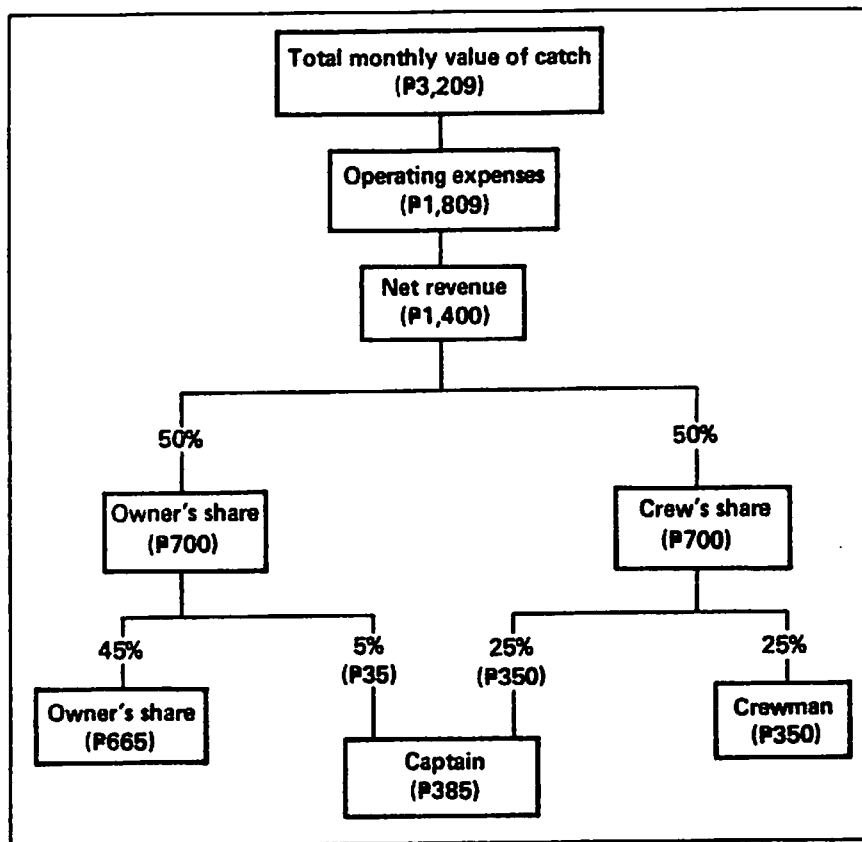 Total monthly value of catch
(₱3,209)
Operating expenses
(₱1,809)
Net revenue
(₱1,400)
50%
50%
Owner's share
(₱700)
Crew's share
(₱700)
45%
5%
(₱35)
25%
(₱350)
25%
Owner's share
(₱665)
Captain
(₱385)
Crewman
(₱350)